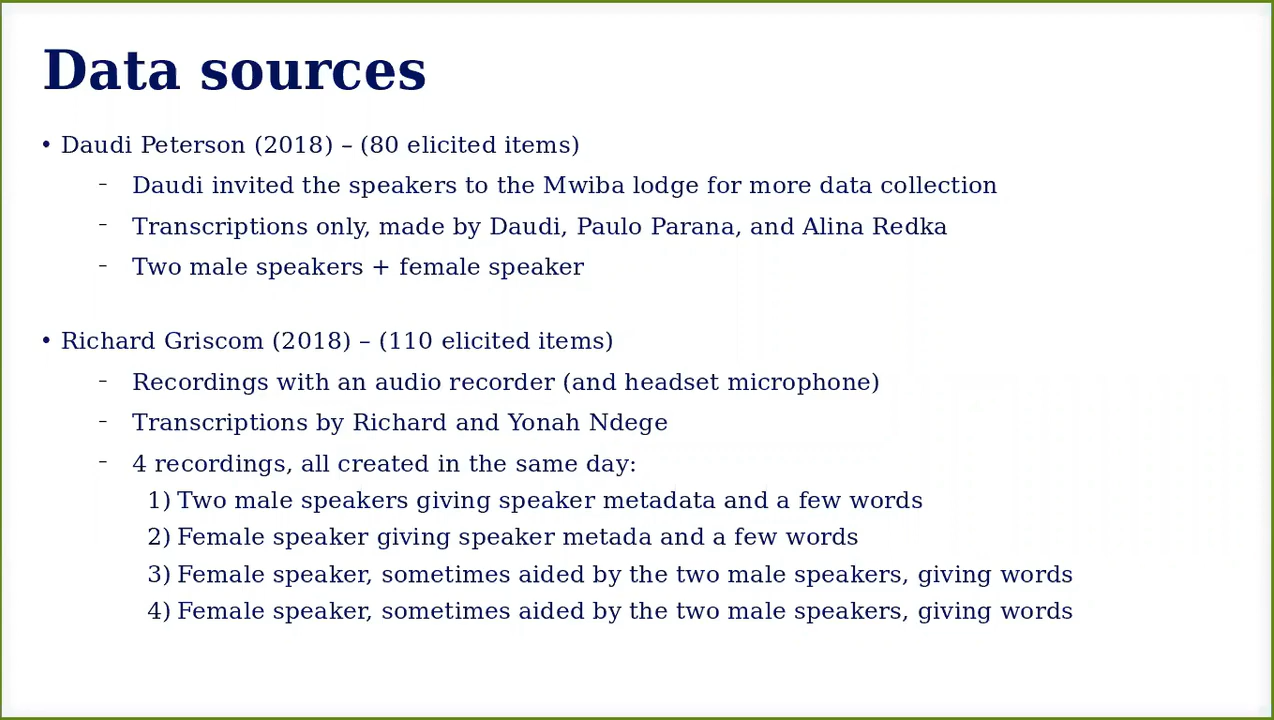 Data sources
• Daudi Peterson (2018) – (80 elicited items)
- Daudi invited the speakers to the Mwiba lodge for more data collection
- Transcriptions only, made by Daudi, Paulo Parana, and Alina Redka
- Two male speakers + female speaker
• Richard Griscom (2018) – (110 elicited items)
- Recordings with an audio recorder (and headset microphone)
- Transcriptions by Richard and Yonah Ndege
- 4 recordings, all created in the same day:
1) Two male speakers giving speaker metadata and a few words
2) Female speaker giving speaker metada and a few words
3) Female speaker, sometimes aided by the two male speakers, giving words
4) Female speaker, sometimes aided by the two male speakers, giving words